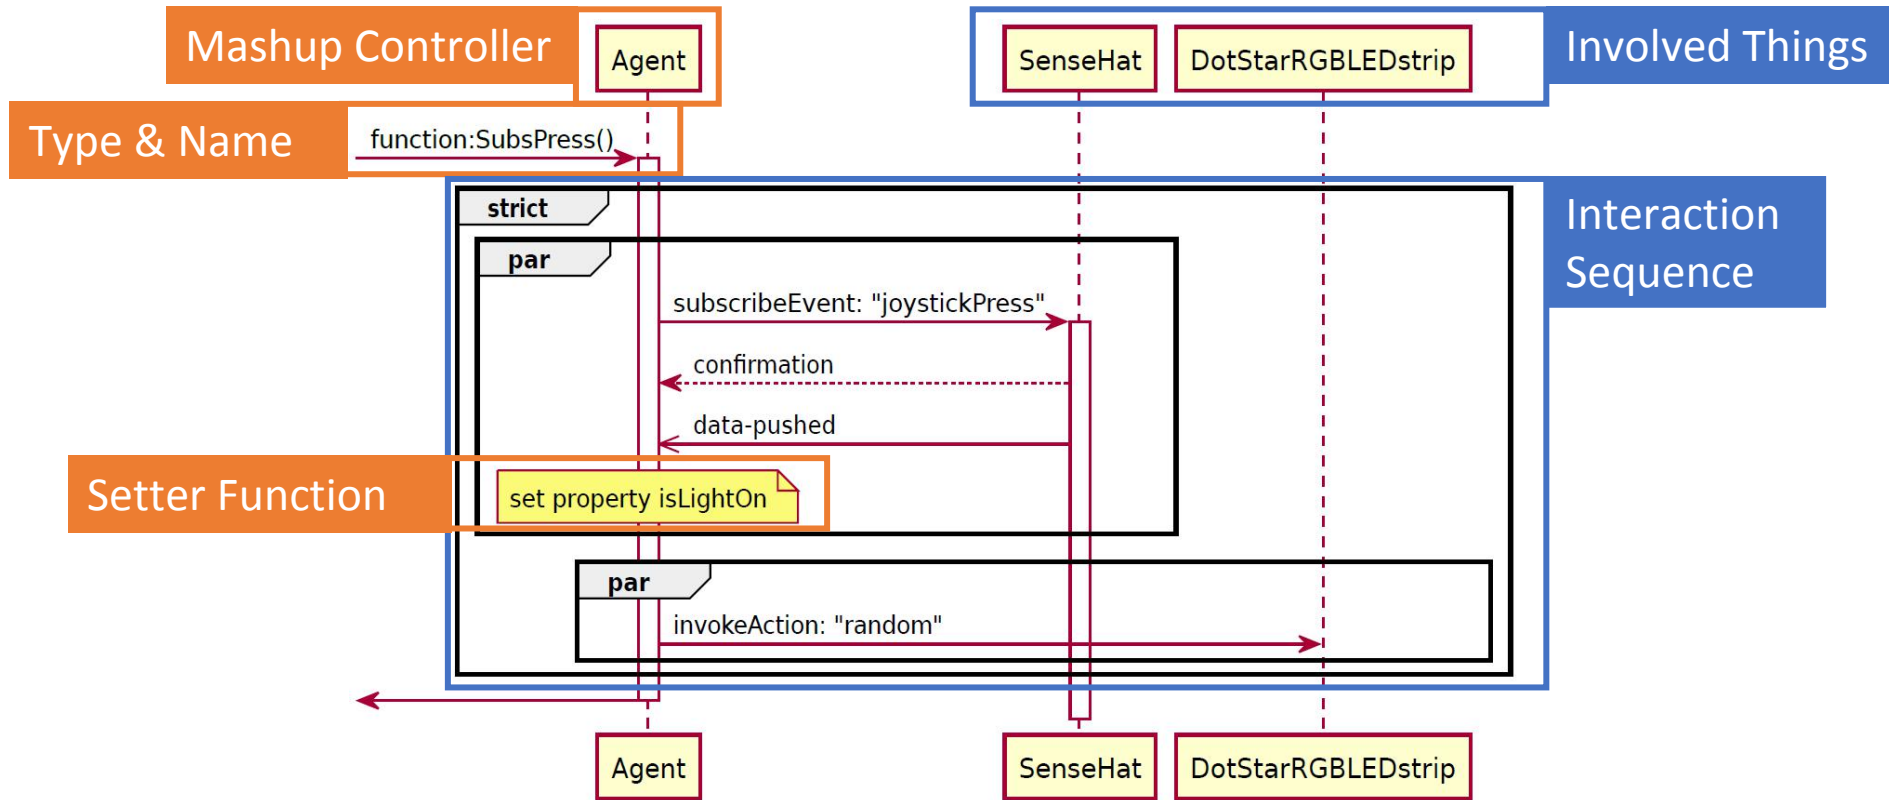 Mashup Controller
Agent
SenseHat
DotStarRGBLEDstrip
Involved Things
Type & Name
function:SubsPress()
strict
Interaction
Sequence
par
subscribeEvent: "joystickPress"
confirmation
data-pushed
Setter Function
set property isLightOn
par
invokeAction: "random"
Agent
SenseHat
DotStarRGBLEDstrip